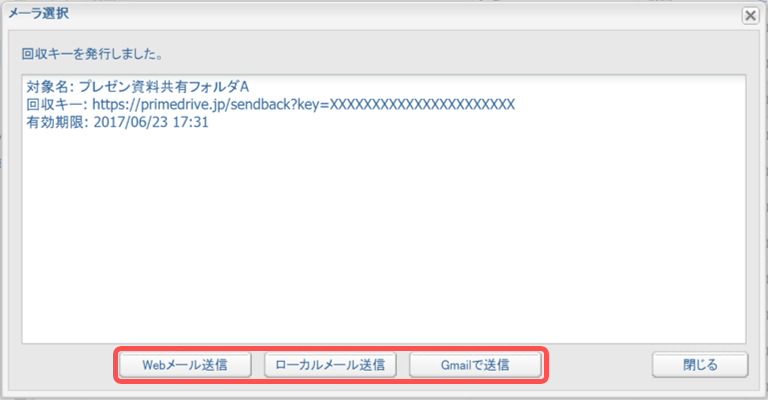 メーラ選択
回収キーを発行しました。
対象名: プレゼン資料共有フォルダA
回収キー: https://primedrive.jp/sendback?key=XXXXXXXXXXXXXXXXXXXXXXX
有効期限: 2017/06/23 17:31
Webメール送信 ローカルメール送信 Gmailで送信 閉じる